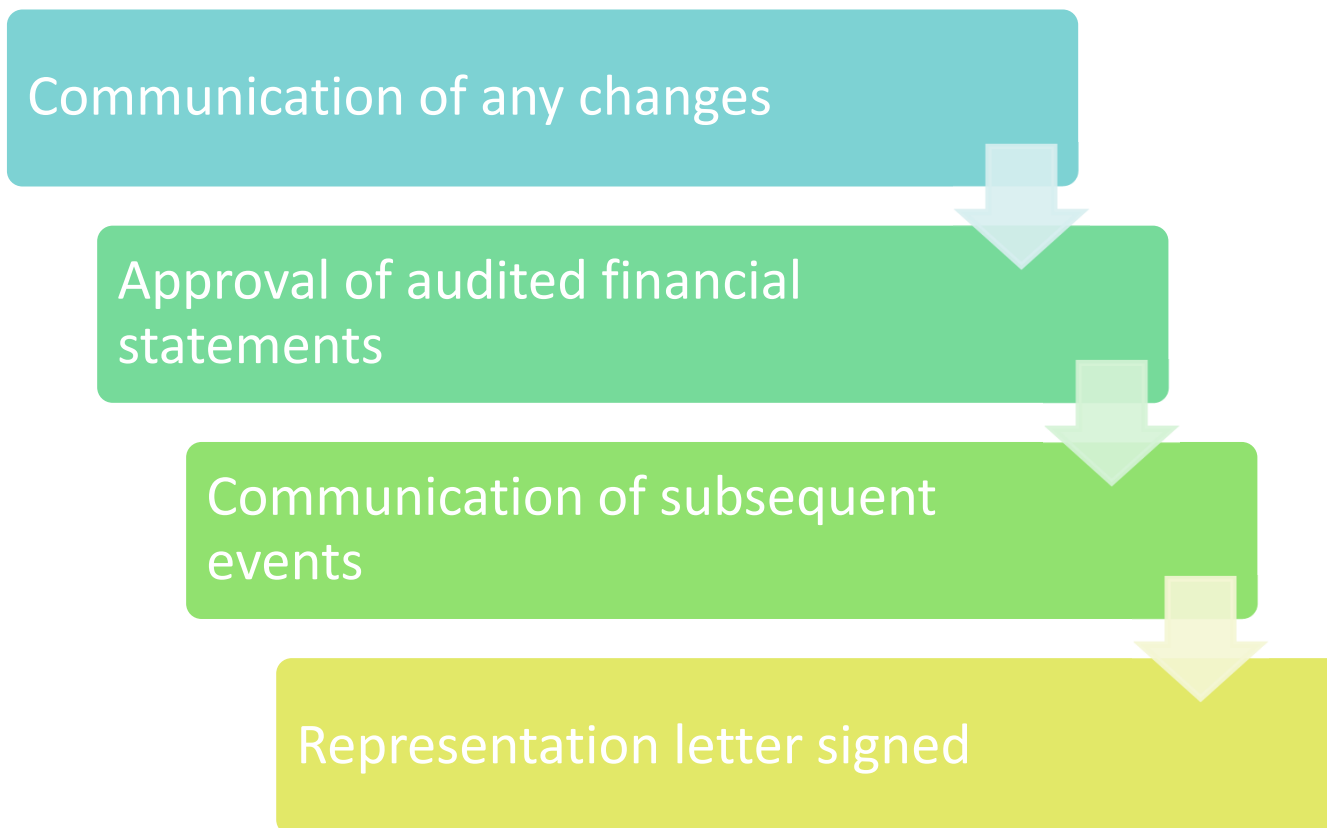 Communication of any changes
Approval of audited financial
statements
Communication of subsequent
events
Representation letter signed